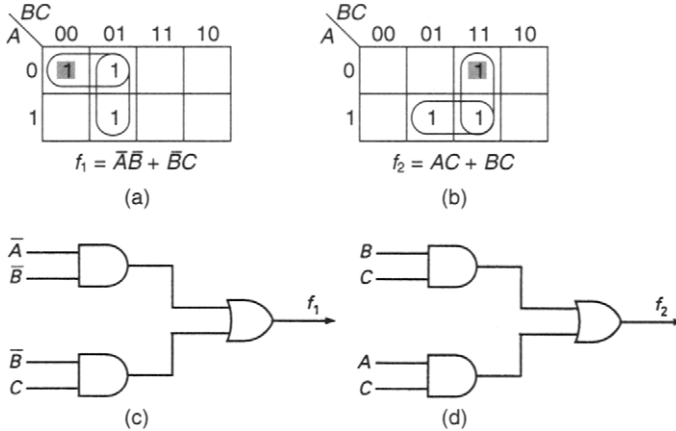 BC
A 00 01 11 10
0 1 1
1 1
f₁ = A̅B̅ + B̅C
(a)
BC
A 00 01 11 10
0 1
1 1 1
f₂ = AC + BC
(b)
A̅
B̅
f₁
B̅
C
(c)
B
C
f₂
A
C
(d)